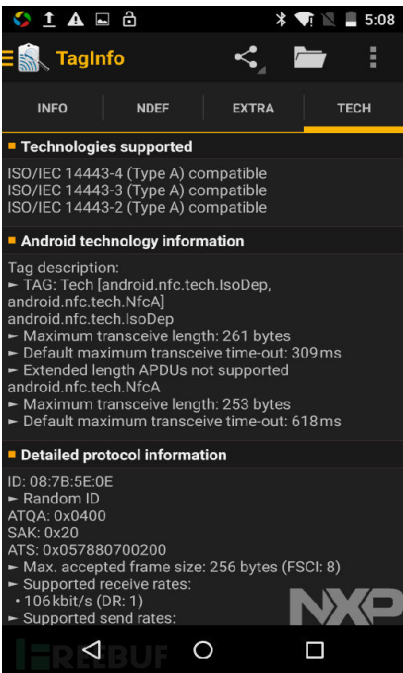 5:08
TagInfo
INFO NDEF EXTRA TECH
Technologies supported
ISO/IEC 14443-4 (Type A) compatible
ISO/IEC 14443-3 (Type A) compatible
ISO/IEC 14443-2 (Type A) compatible
Android technology information
Tag description:
► TAG: Tech [android.nfc.tech.IsoDep,
android.nfc.tech.NfcA]
android.nfc.tech.IsoDep
► Maximum transceive length: 261 bytes
► Default maximum transceive time-out: 309ms
► Extended length APDUs not supported
android.nfc.tech.NfcA
► Maximum transceive length: 253 bytes
► Default maximum transceive time-out: 618ms
Detailed protocol information
ID: 08:7B:5E:0E
► Random ID
ATQA: 0x0400
SAK: 0x20
ATS: 0x057880700200
► Max. accepted frame size: 256 bytes (FSCI: 8)
► Supported receive rates:
• 106 kbit/s (DR: 1)
► Supported send rates:
NXP
FREEBUF